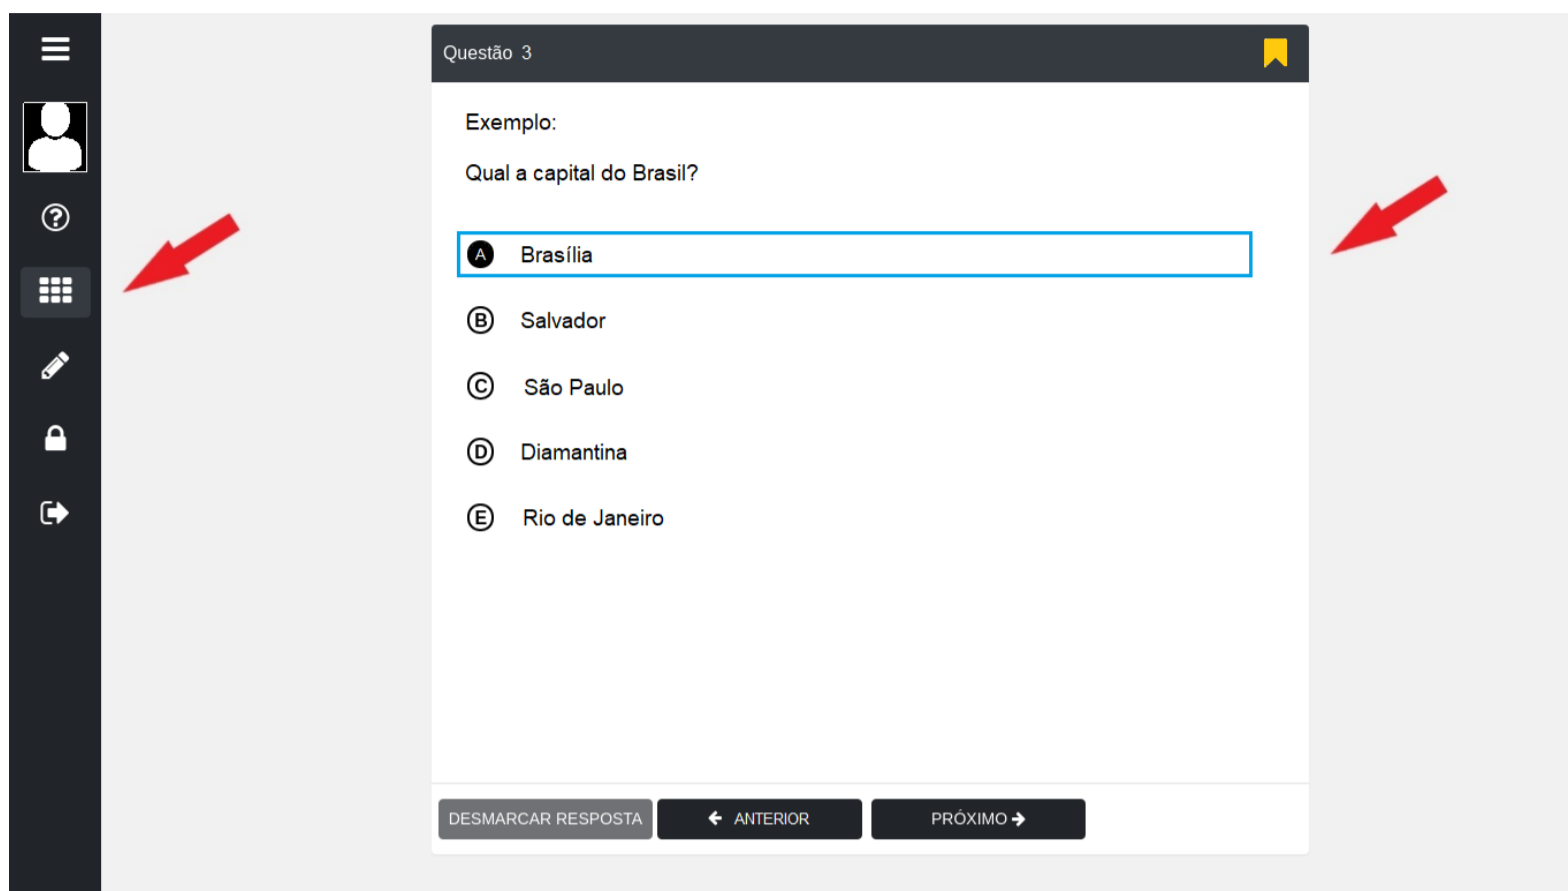 Questão 3
Exemplo:
Qual a capital do Brasil?
A Brasília
B Salvador
C São Paulo
D Diamantina
E Rio de Janeiro
DESMARCAR RESPOSTA
ANTERIOR
PRÓXIMO